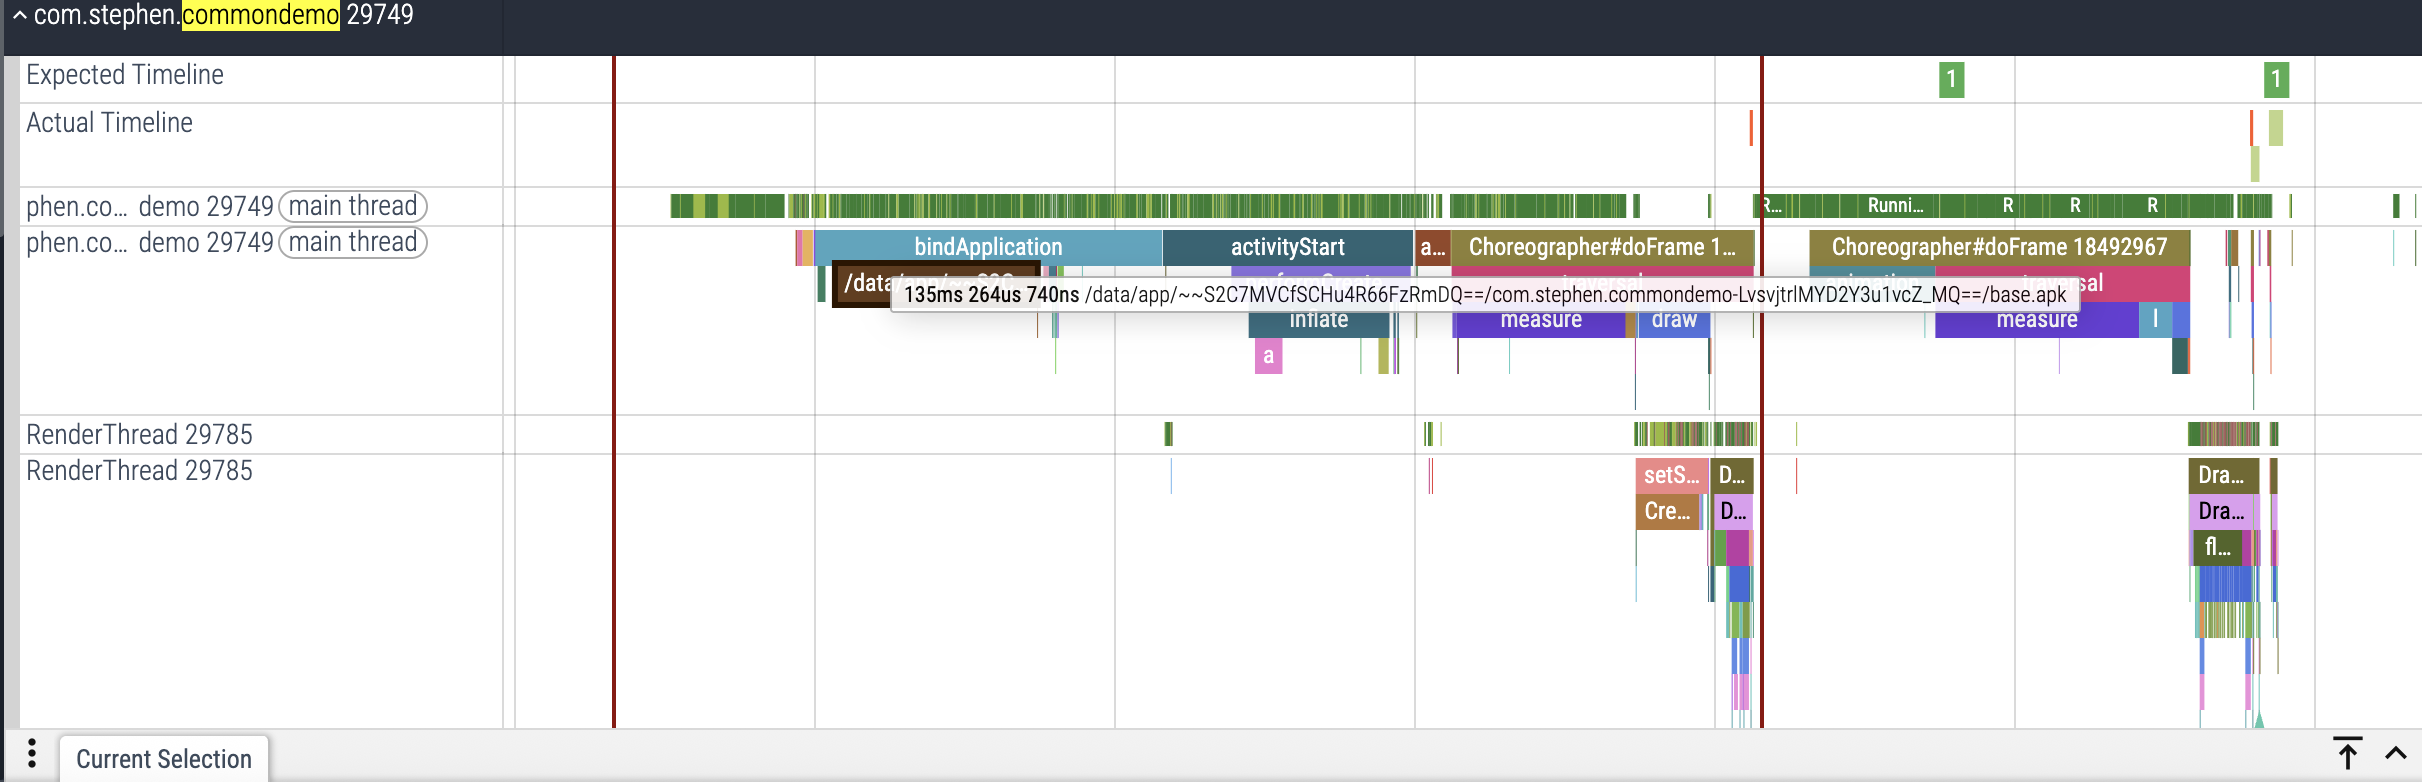 com.stephen.commondemo 29749
Expected Timeline
1
1
Actual Timeline
phen.co... demo 29749 main thread
R...
Runni...
R
R
R
phen.co... demo 29749 main thread
bindApplication
activityStart
a...
Choreographer#doFrame 1...
Choreographer#doFrame 18492967
/data
135ms 264us 740ns /data/app/~~S2C7MVCfSCHu4R66FzRmDQ==/com.stephen.commondemo-LvsvjtrlMYD2Y3u1vcZ_MQ==/base.apk
inflate
measure
draw
measure
l
a
RenderThread 29785
RenderThread 29785
setS...
D...
Dra...
Cre...
D...
Dra...
fl...
Current Selection